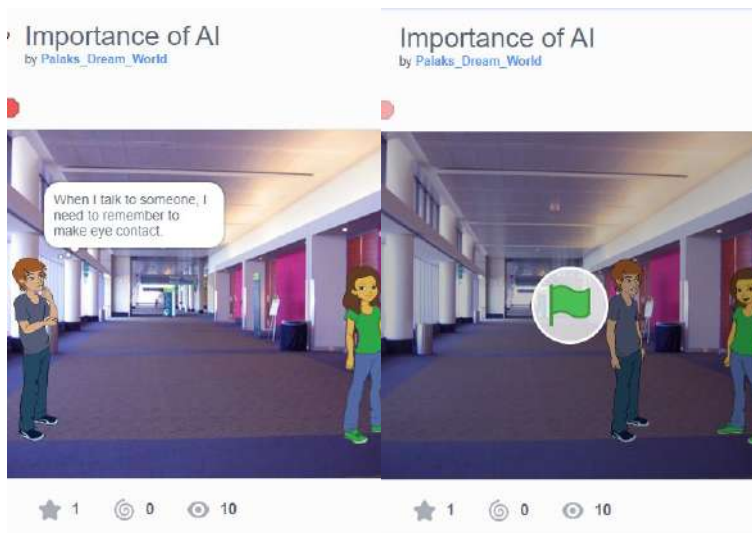 Importance of AI
by Palaks_Dream_World
When I talk to someone, I
need to remember to
make eye contact.
1 0 10
Importance of AI
by Palaks_Dream_World
1 0 10